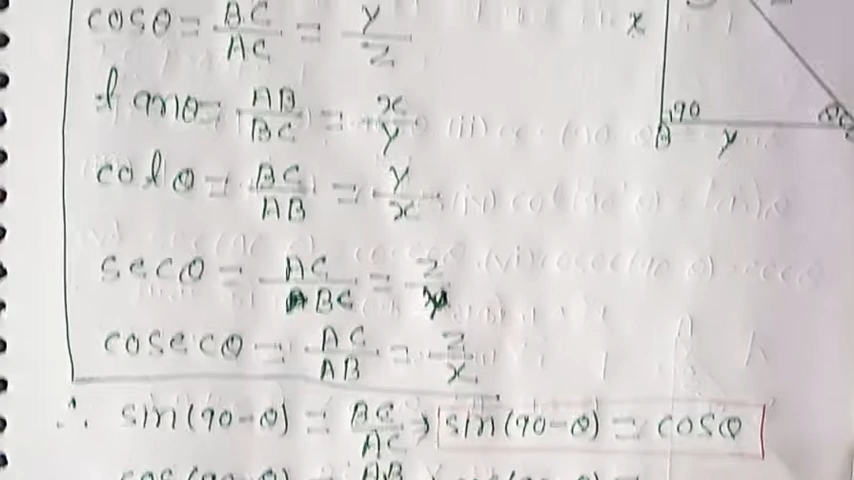 cosθ = BC/AC = y/z
x
tanθ = AB/BC = x/y
90
B
y
cotθ = BC/AB = y/x
secθ = AC/BC = z/y
cosecθ = AC/AB = z/x
∴ sin(90-θ) = BC/AC, sin(90-θ) = cosθ